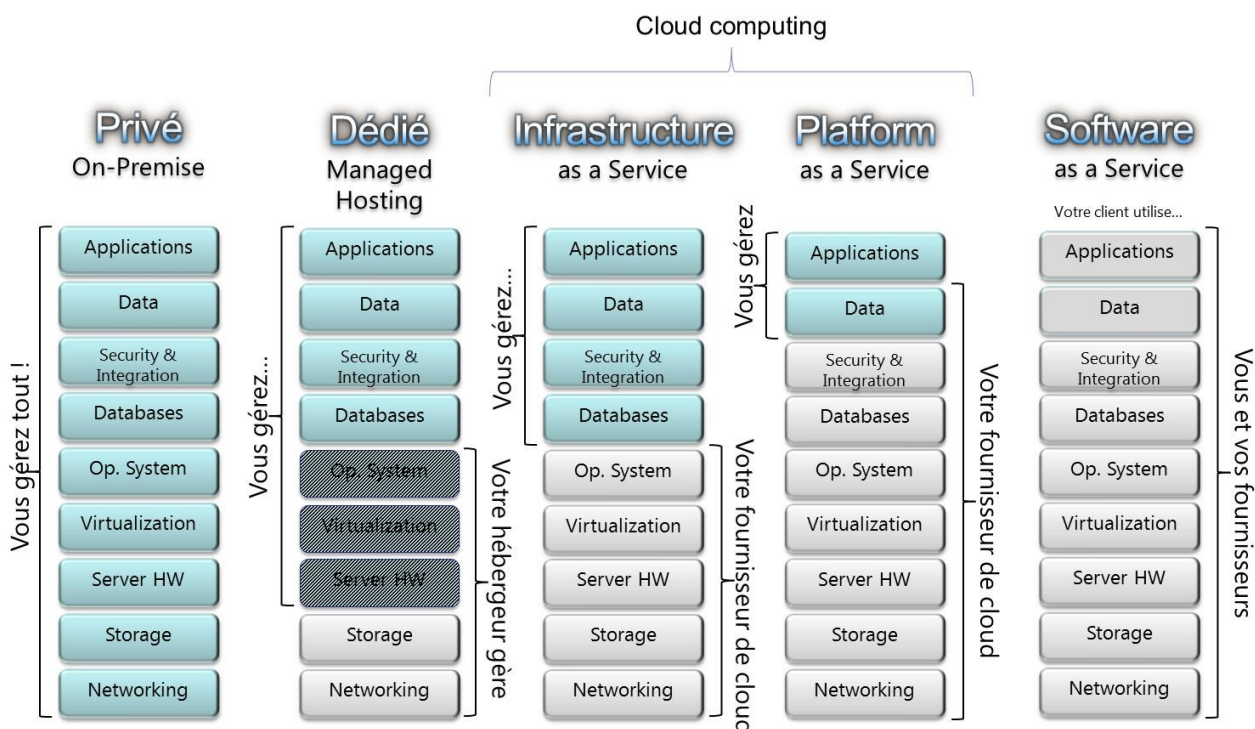 Cloud computing
Privé
On-Premise
Vous gérez tout !
Applications
Data
Security &
Integration
Databases
Op. System
Virtualization
Server HW
Storage
Networking
Dédié
Managed
Hosting
Vous gérez...
Applications
Data
Security &
Integration
Databases
Op. System
Virtualization
Server HW
Storage
Networking
Votre hébergeur gère
Infrastructure
as a Service
Vous gérez....
Applications
Data
Security &
Integration
Databases
Op. System
Virtualization
Server HW
Storage
Networking
Votre fournisseur de cloud
Platform
as a Service
Vous gérez
Applications
Data
Security &
Integration
Databases
Op. System
Virtualization
Server HW
Storage
Networking
Votre fournisseur de cloud
Software
as a Service
Votre client utilise...
Applications
Data
Security &
Integration
Databases
Op. System
Virtualization
Server HW
Storage
Networking
Vous et vos fournisseurs